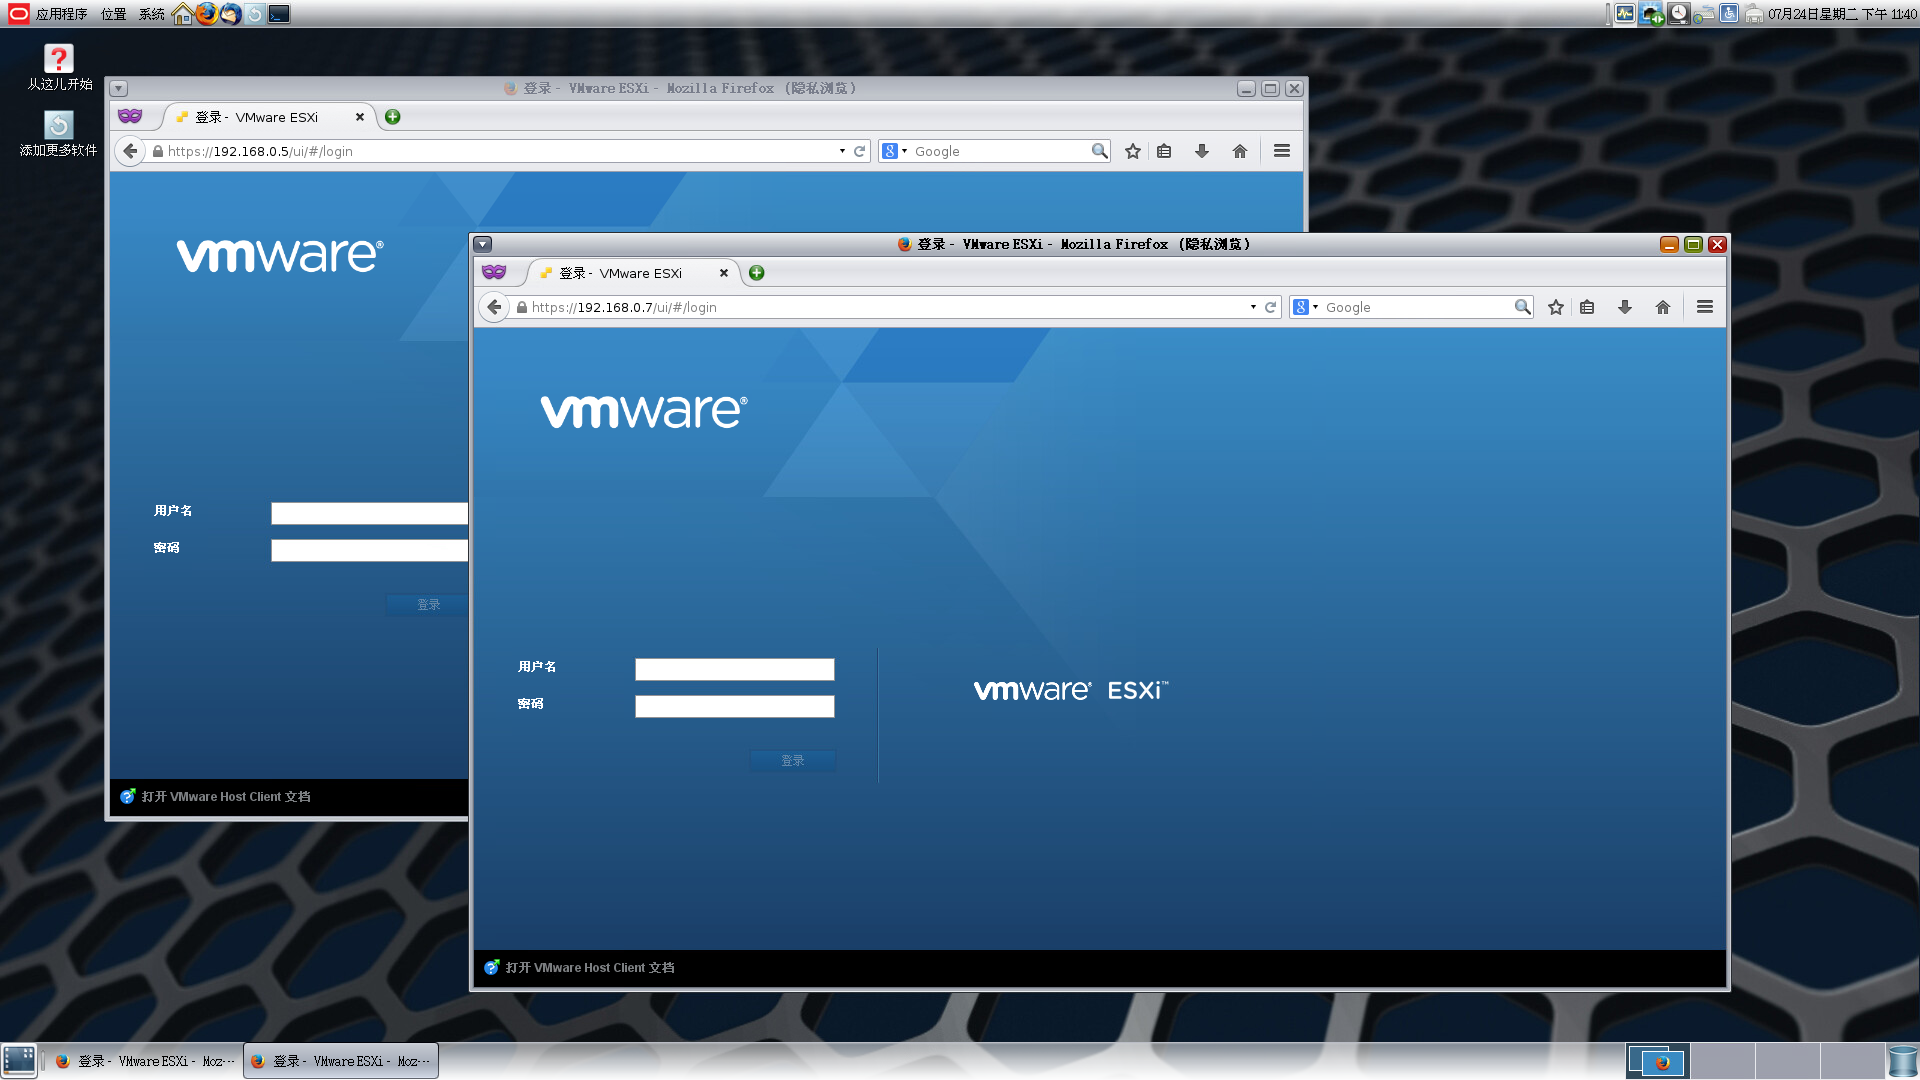 应用程序 位置 系统
07月24日星期二 下午 11:40
从这儿开始
添加更多软件
登录 - VMware ESXi - Mozilla Firefox (隐私浏览)
登录 - VMware ESXi
https://192.168.0.5/ui/#/login
Google
vmware®
用户名
密码
登录
打开 VMware Host Client 文档
登录 - VMware ESXi - Mozilla Firefox (隐私浏览)
登录 - VMware ESXi
https://192.168.0.7/ui/#/login
Google
vmware®
用户名
密码
登录
vmware® ESXi™
打开 VMware Host Client 文档
登录 - VMware ESXi - Moz···
登录 - VMware ESXi - Moz···